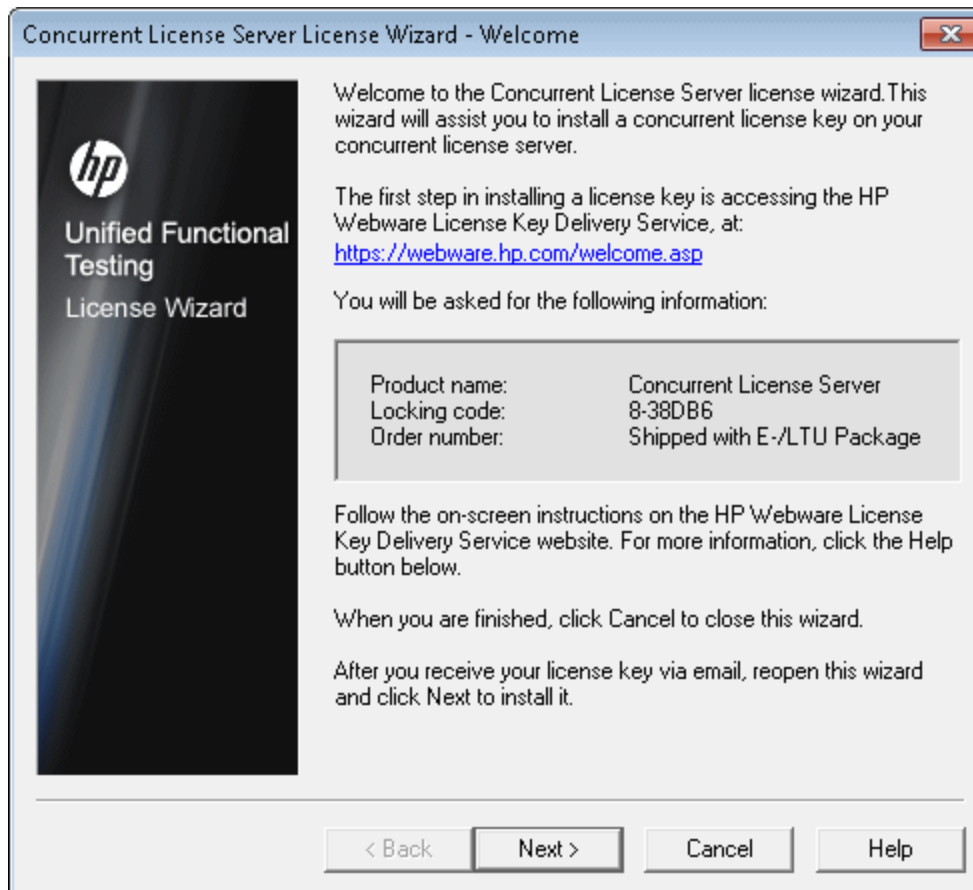 Concurrent License Server License Wizard - Welcome
hp
Unified Functional
Testing
License Wizard
Welcome to the Concurrent License Server license wizard.This
wizard will assist you to install a concurrent license key on your
concurrent license server.
The first step in installing a license key is accessing the HP
Webware License Key Delivery Service, at:
https://webware.hp.com/welcome.asp
You will be asked for the following information:
Product name: Concurrent License Server
Locking code: 8-38DB6
Order number: Shipped with E-/LTU Package
Follow the on-screen instructions on the HP Webware License
Key Delivery Service website. For more information, click the Help
button below.
When you are finished, click Cancel to close this wizard.
After you receive your license key via email, reopen this wizard
and click Next to install it.
< Back Next > Cancel Help